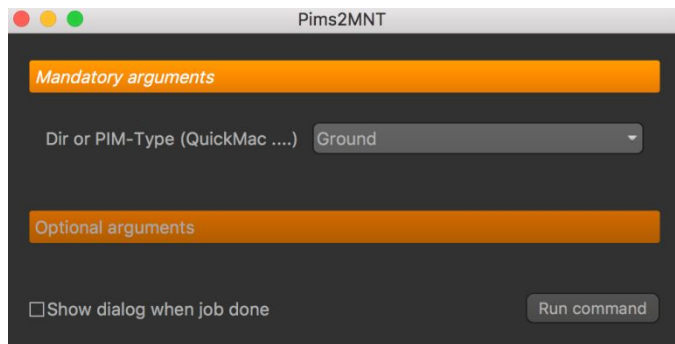 Pims2MNT
Mandatory arguments
Dir or PIM-Type (QuickMac ....) Ground
Optional arguments
Show dialog when job done Run command